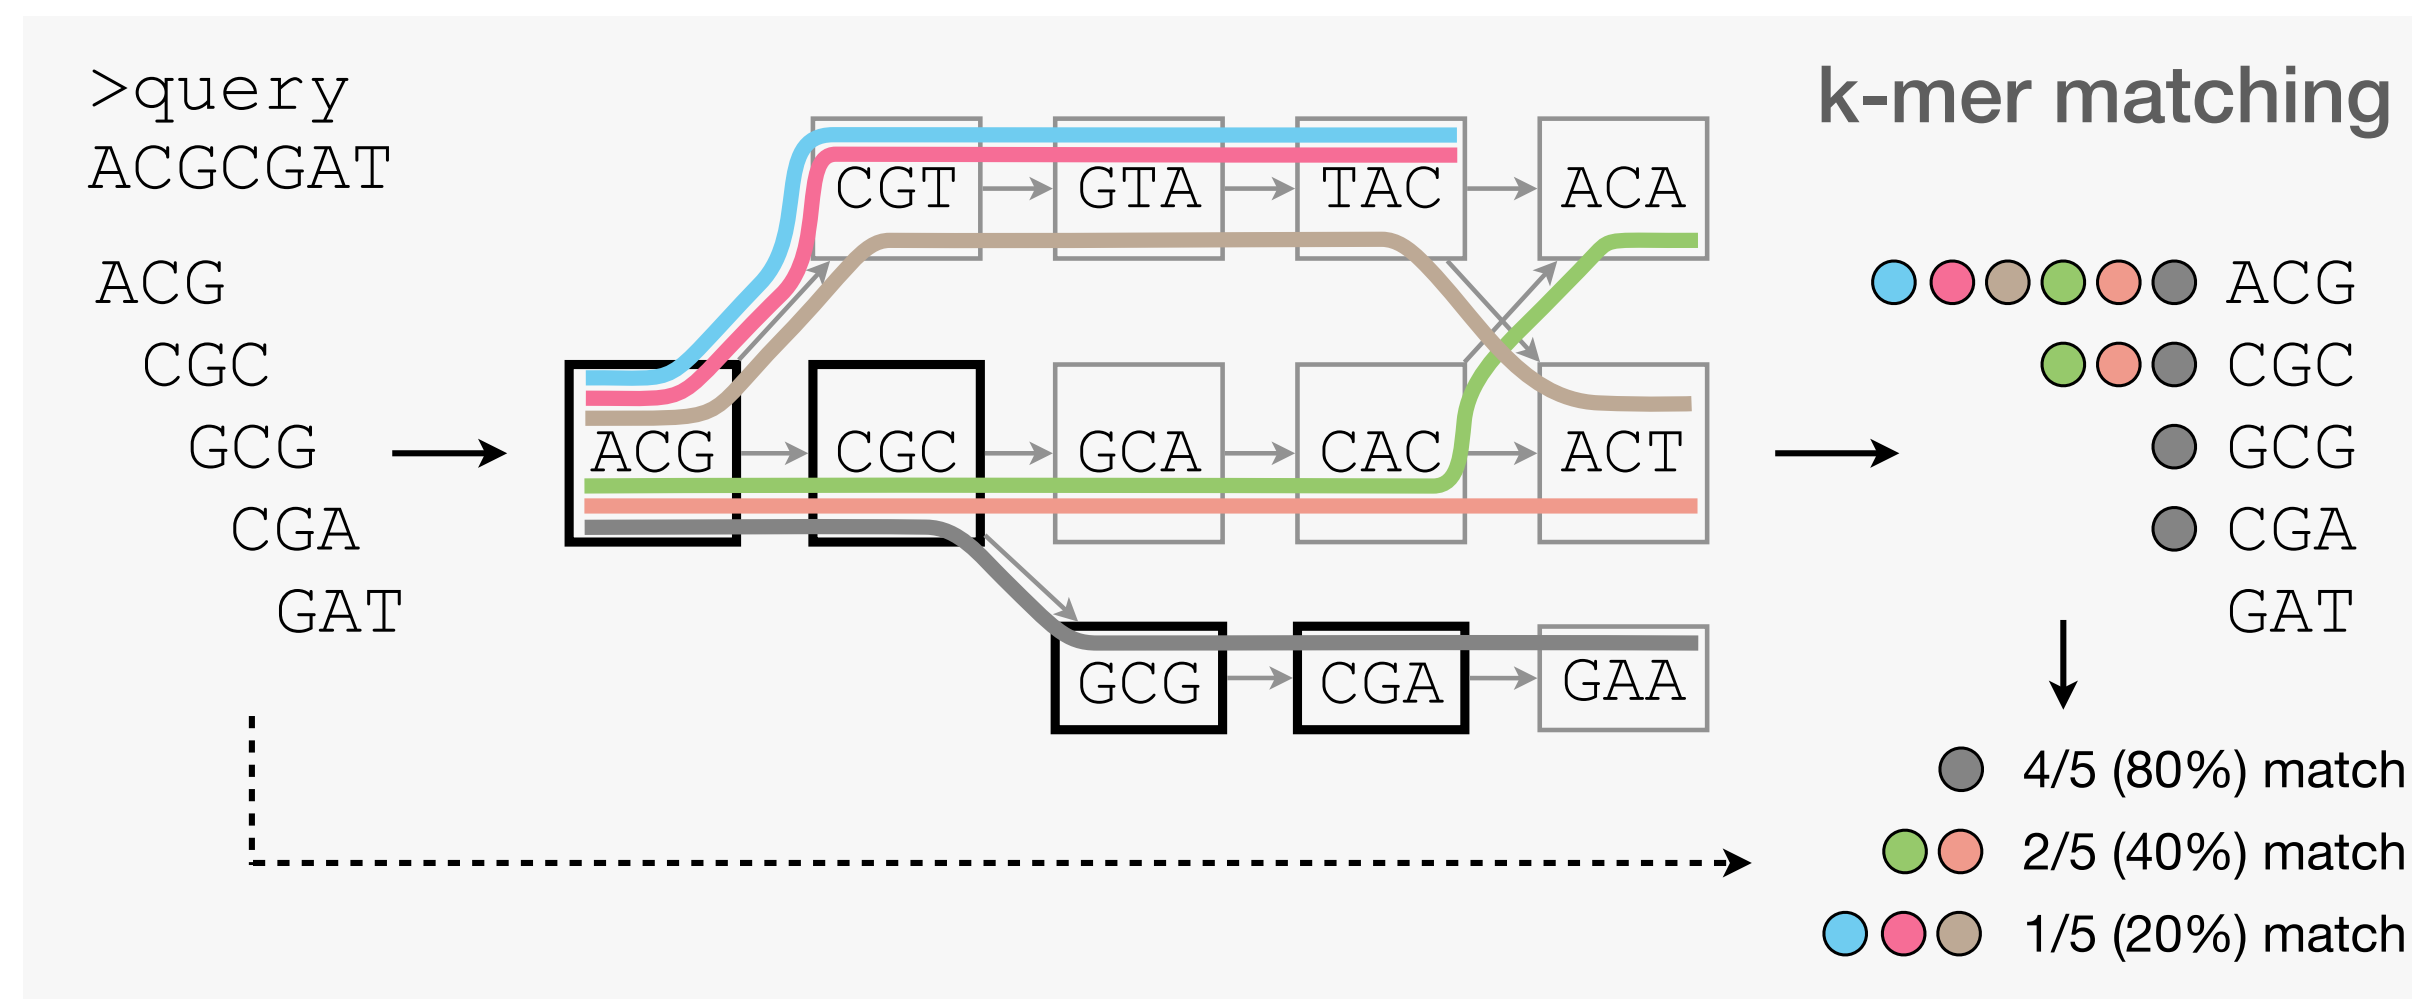 >query
ACGCGAT
ACG
CGC
GCG
CGA
GAT
CGT GTA TAC ACA
ACG CGC GCA CAC ACT
GCG CGA GAA
k-mer matching
ACG
CGC
GCG
CGA
GAT
4/5 (80%) match
2/5 (40%) match
1/5 (20%) match